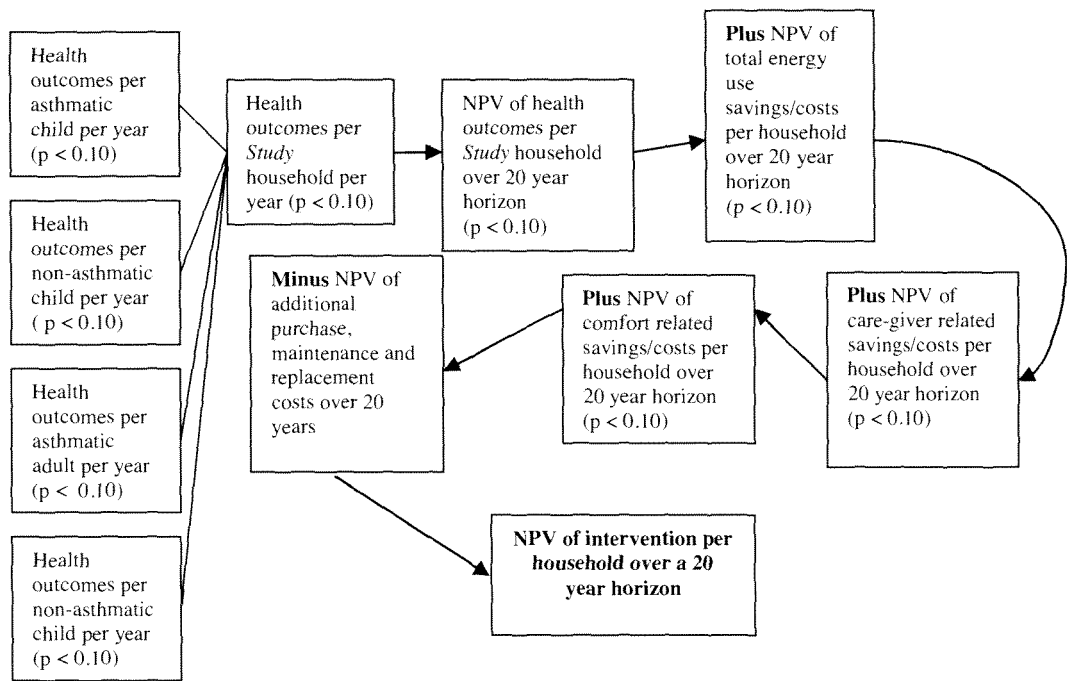 Health
outcomes per
asthmatic
child per year
(p < 0.10)
Health
outcomes per
non-asthmatic
child per year
( p < 0.10)
Health
outcomes per
asthmatic
adult per year
(p < 0.10)
Health
outcomes per
non-asthmatic
child per year
(p < 0.10)
Health
outcomes per
Study
household per
year (p < 0.10)
NPV of health
outcomes per
Study household
over 20 year
horizon
(p < 0.10)
Plus NPV of
total energy
use
savings/costs
per household
over 20 year
horizon
(p < 0.10)
Plus NPV of
care-giver related
savings/costs per
household over
20 year horizon
(p < 0.10)
Plus NPV of
comfort related
savings/costs per
household over
20 year horizon
(p < 0.10)
Minus NPV of
additional
purchase,
maintenance and
replacement
costs over 20
years
NPV of intervention per
household over a 20
year horizon